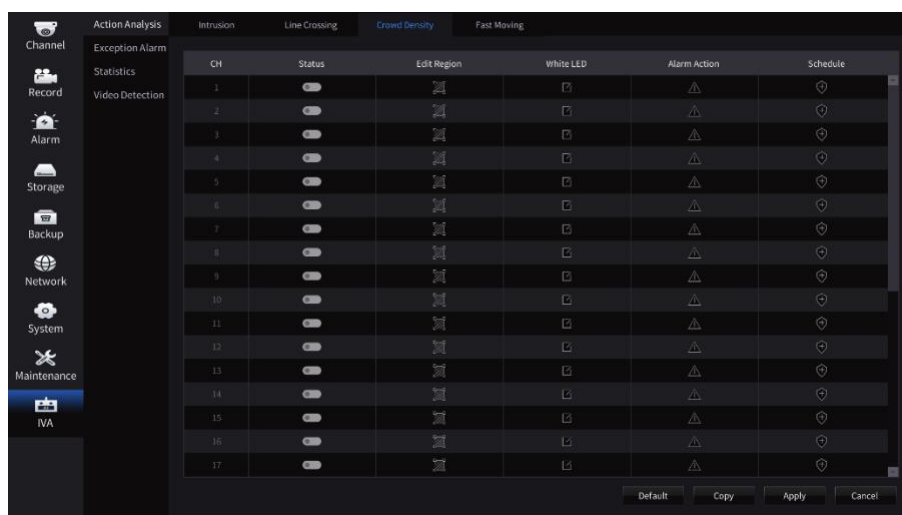 Channel
Record
Alarm
Storage
Backup
Network
System
Maintenance
IVA
Action Analysis
Exception Alarm
Statistics
Video Detection
Intrusion Line Crossing Crowd Density Fast Moving
CH Status Edit Region White LED Alarm Action Schedule
1
2
3
4
5
6
7
8
9
10
11
12
13
14
15
16
17
Default Copy Apply Cancel